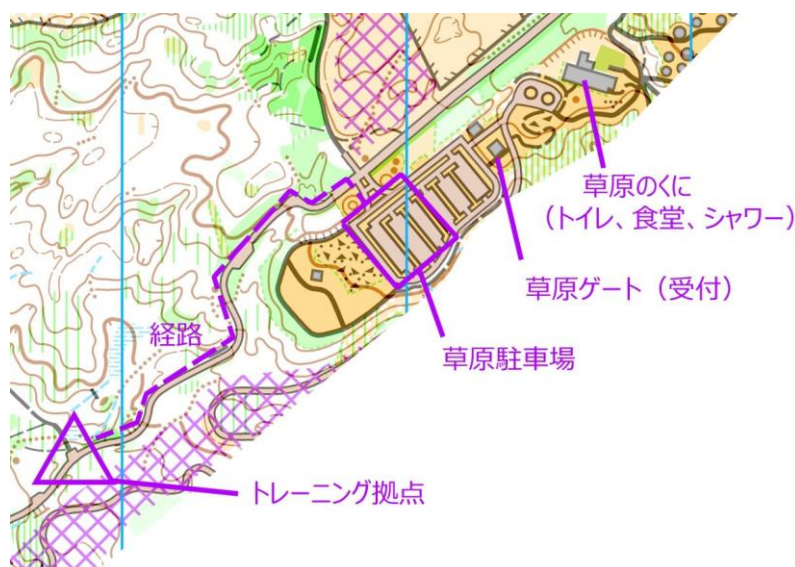 草原のくに
（トイレ、食堂、シャワー）
草原ゲート（受付）
草原駐車場
経路
トレーニング拠点